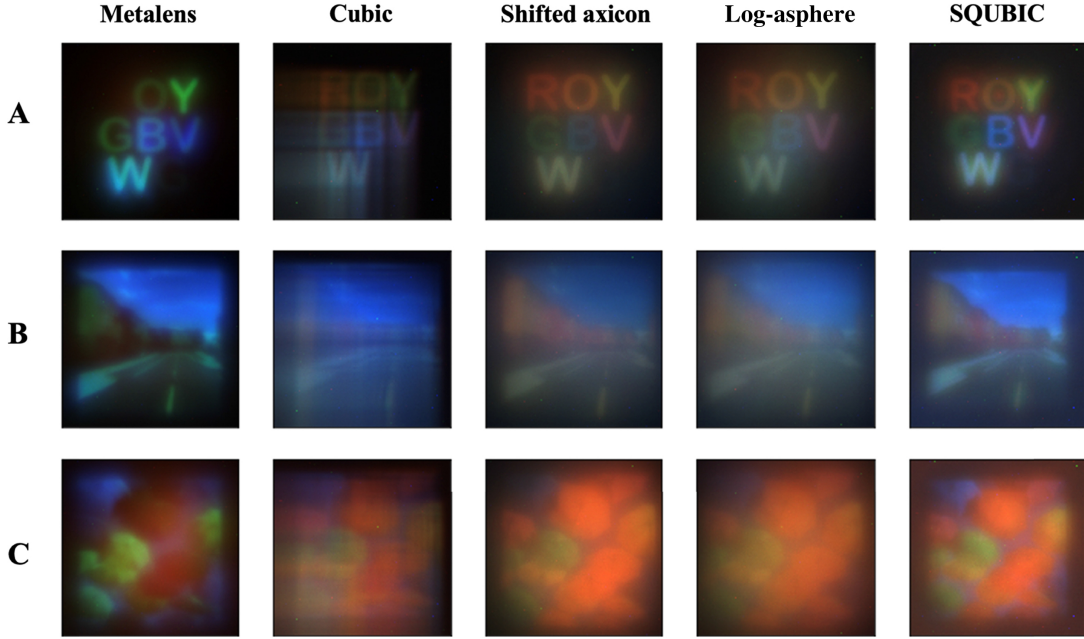 Metalens Cubic Shifted axicon Log-asphere SQUBIC
A
OY
GBV
W
ROY
GBV
W
ROY
GBV
W
ROY
GBV
W
ROY
GBV
W
B
C